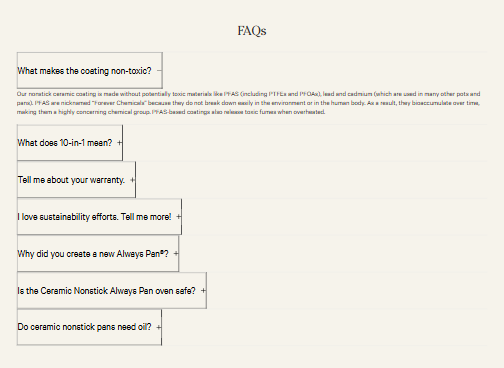 FAQs
What makes the coating non-toxic? −
Our nonstick ceramic coating is made without potentially toxic materials like PFAS (including PTFEs and PFOAs), lead and cadmium (which are used in many other pots and
pans). PFAS are nicknamed "Forever Chemicals" because they do not break down easily in the environment or in the human body. As a result, they bioaccumulate over time,
making them a highly concerning chemical group. PFAS-based coatings also release toxic fumes when overheated.
What does 10-in-1 mean? +
Tell me about your warranty. +
I love sustainability efforts. Tell me more! +
Why did you create a new Always Pan®? +
Is the Ceramic Nonstick Always Pan oven safe? +
Do ceramic nonstick pans need oil? +